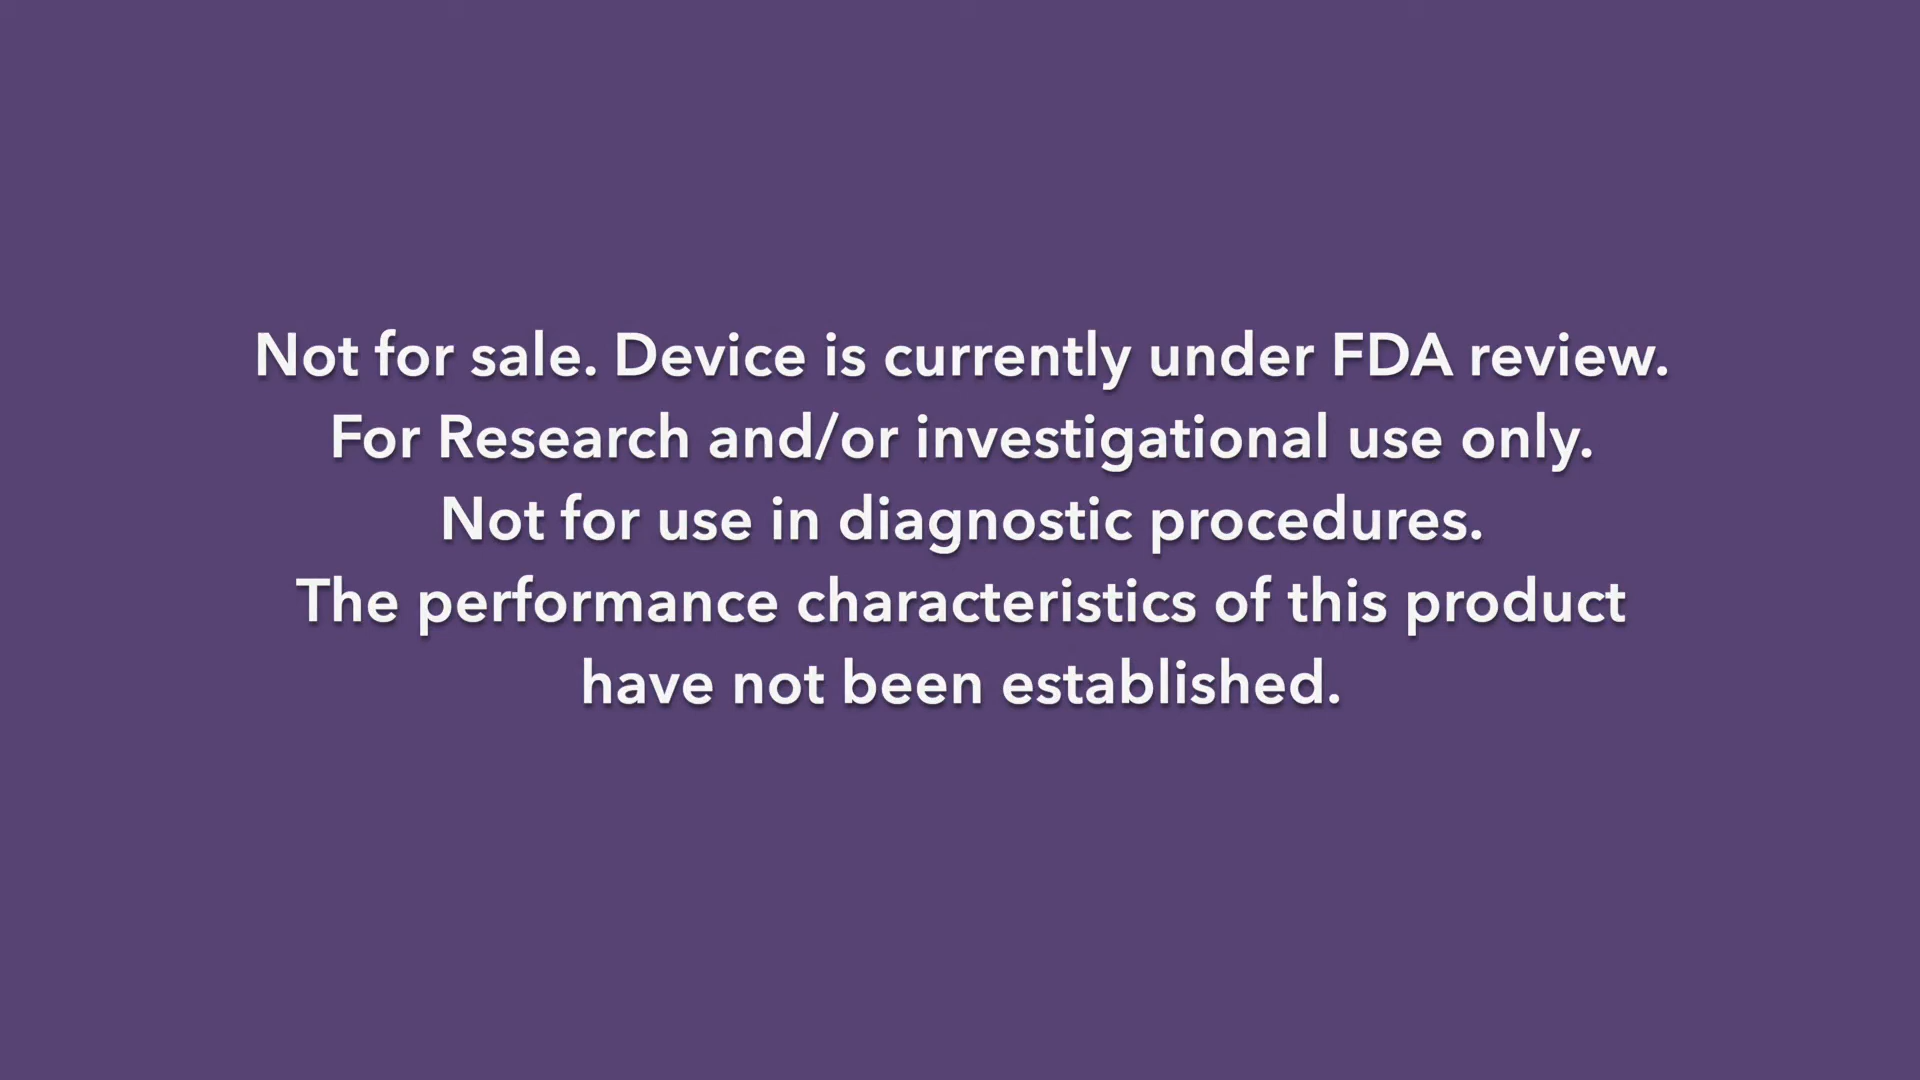 Not for sale. Device is currently under FDA review.
For Research and/or investigational use only.
Not for use in diagnostic procedures.
The performance characteristics of this product
have not been established.